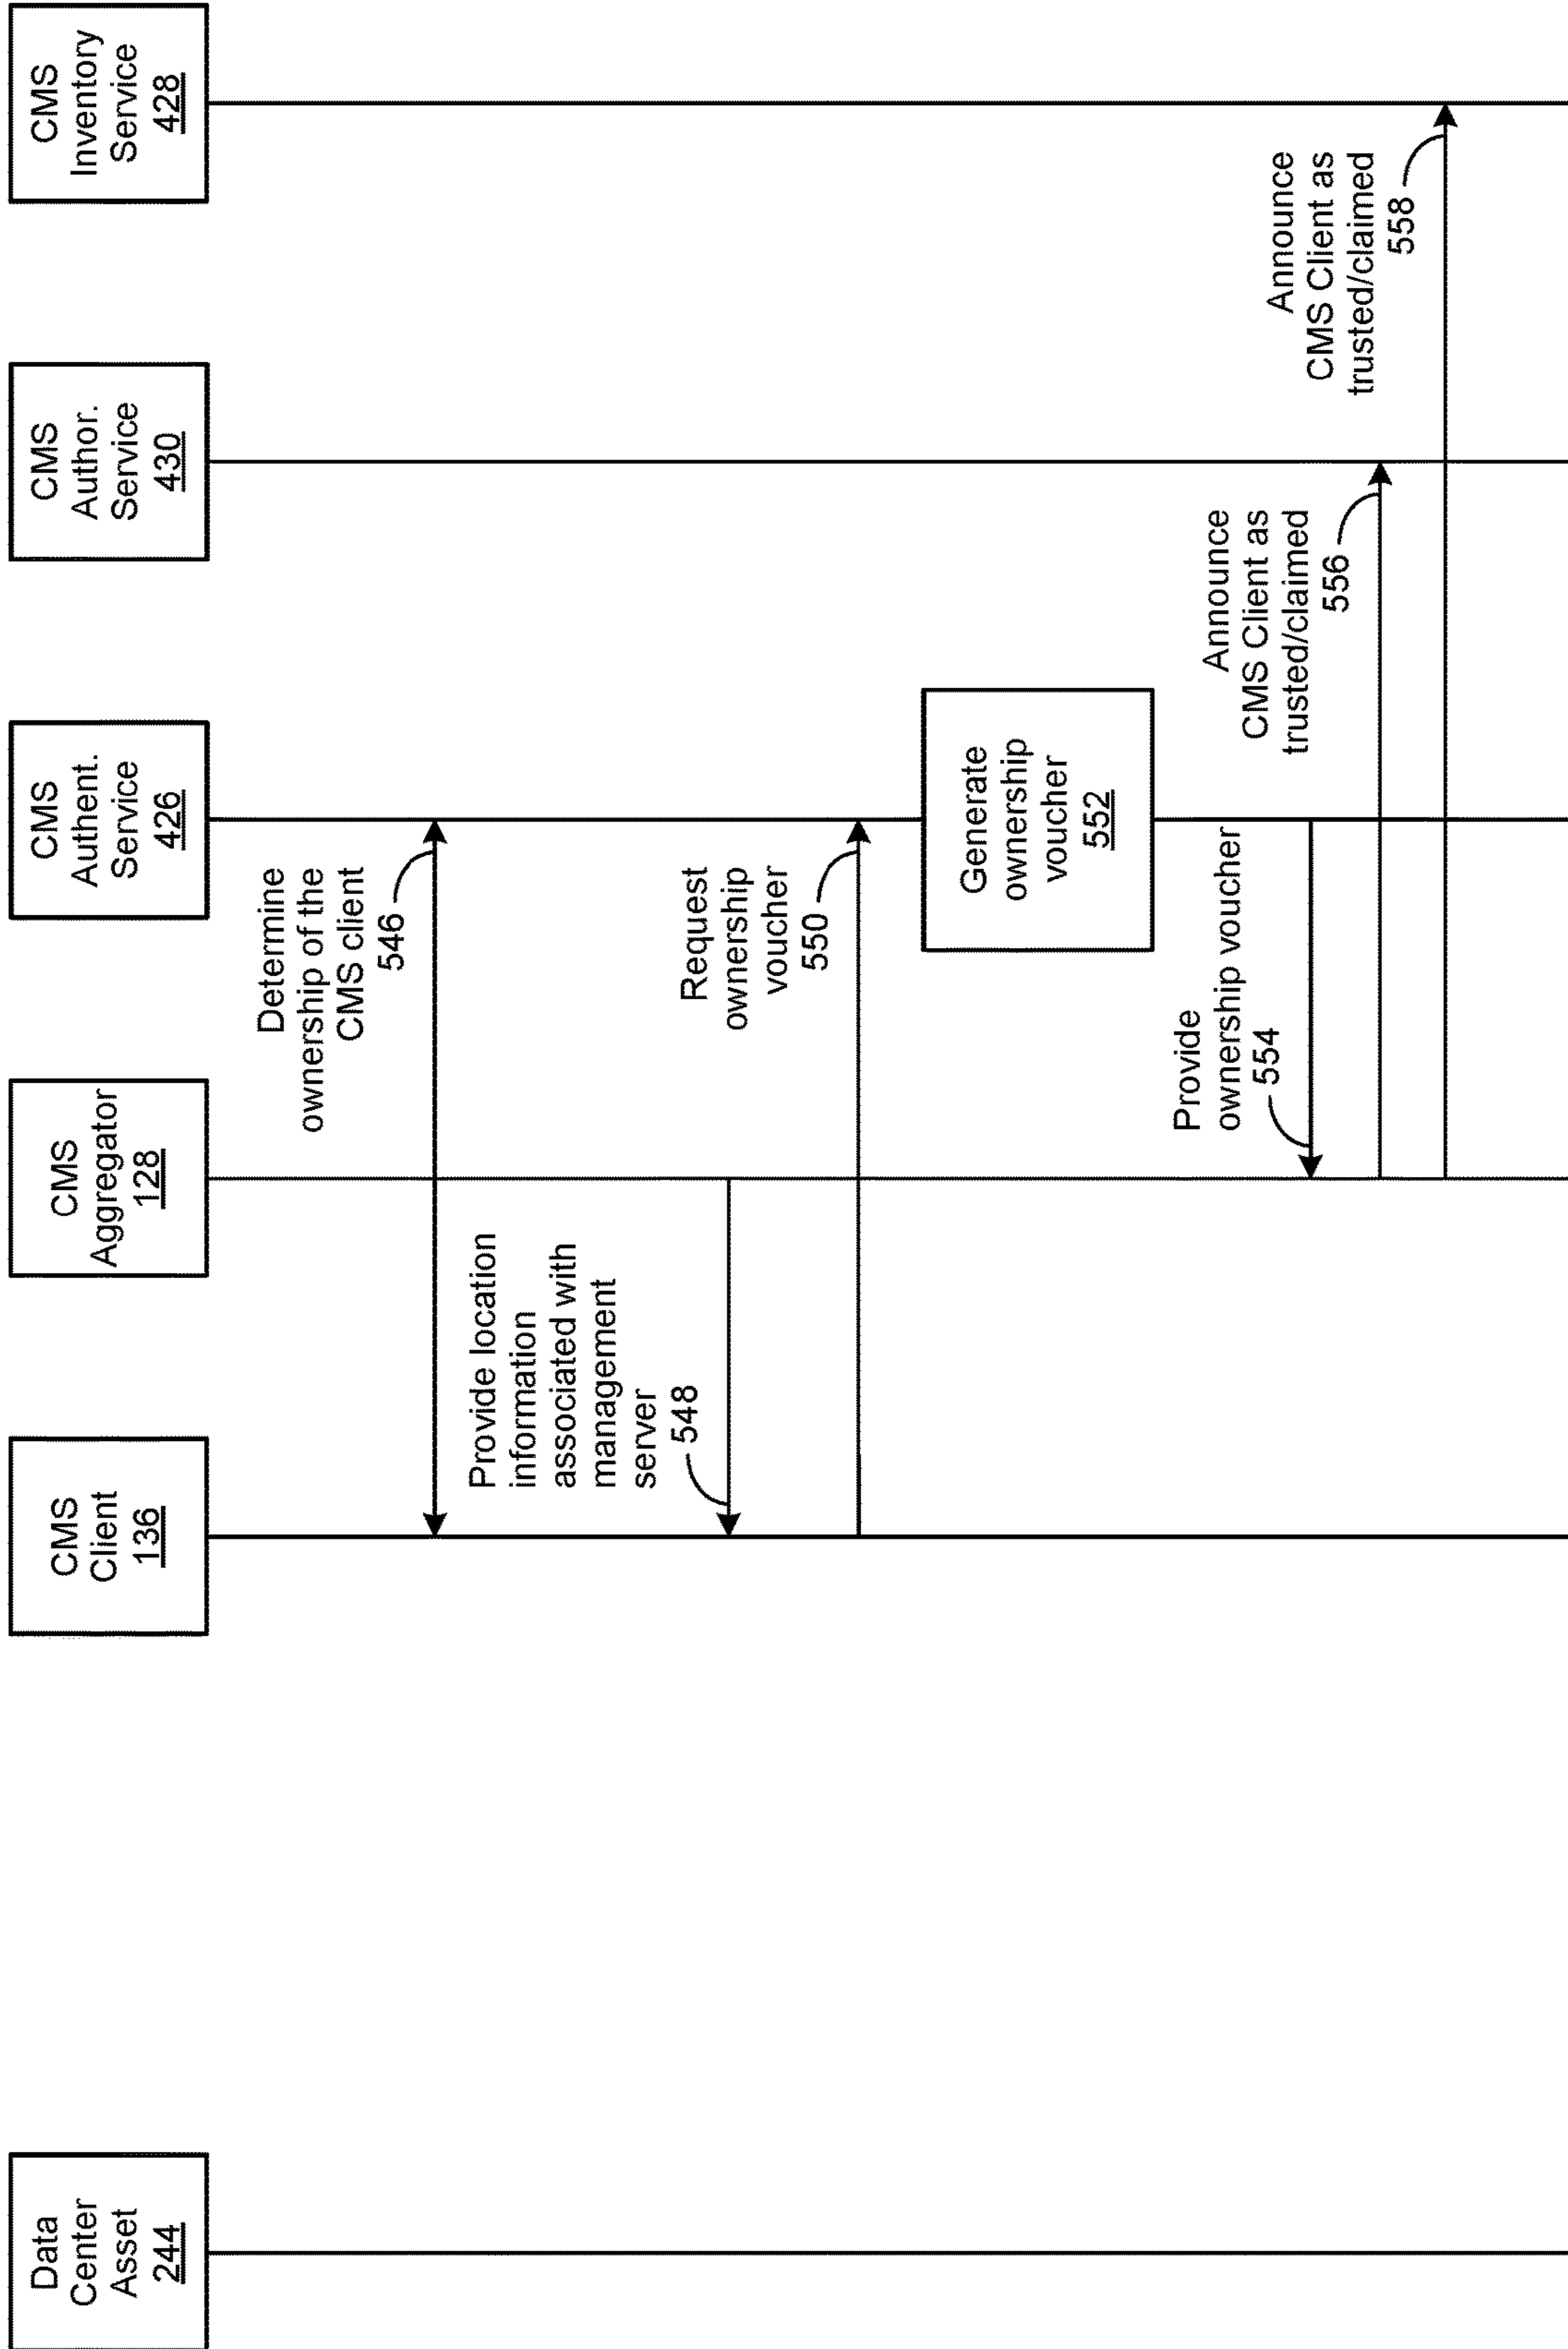 Data
Center
Asset
244
CMS
Client
136
CMS
Aggregator
128
CMS
Authent.
Service
426
CMS
Author.
Service
430
CMS
Inventory
Service
428
Determine
ownership of the
CMS client
546
Provide location
information
associated with
management
server
548
Request
ownership
voucher
550
Generate
ownership
voucher
552
Provide
ownership voucher
554
Announce
CMS Client as
trusted/claimed
556
Announce
CMS Client as
trusted/claimed
558